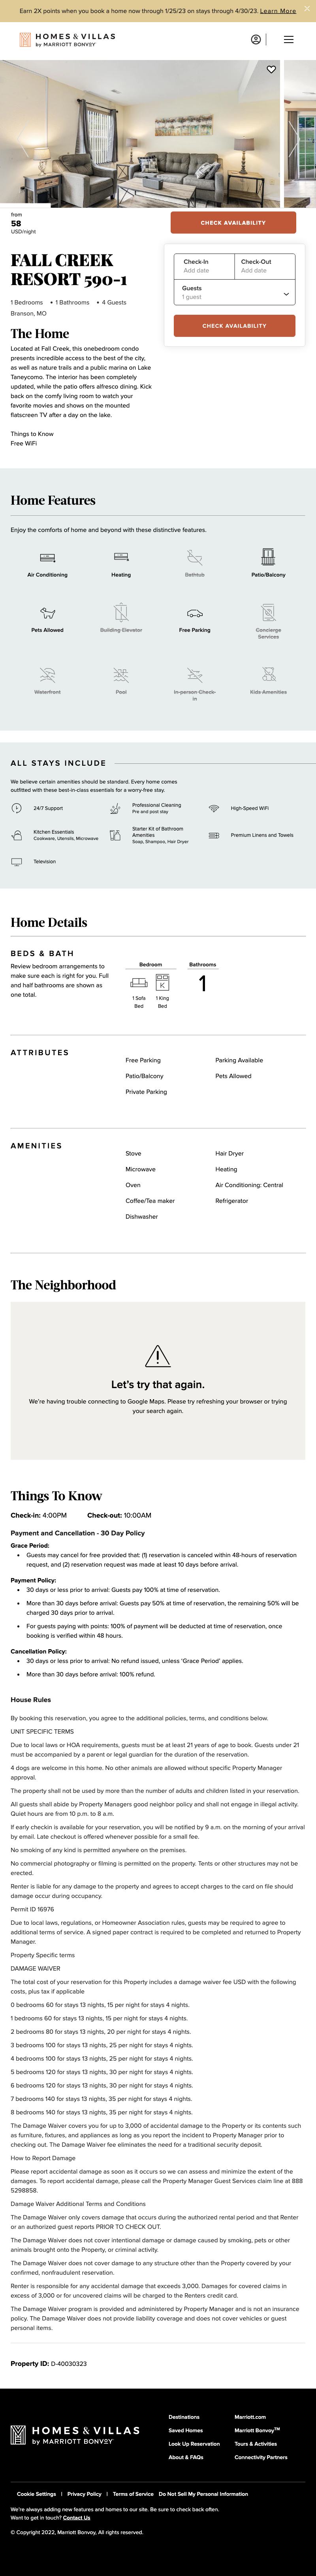 Earn 2X points when you book a home now through 1/25/23 on stays through 4/30/23. Learn More
HOMES & VILLAS
by MARRIOTT BONVOY
from
58
USD/night
CHECK AVAILABILITY
FALL CREEK
RESORT 590-1
1 Bedrooms • 1 Bathrooms • 4 Guests
Branson, MO
Check-In
Add date
Check-Out
Add date
Guests
1 guest
CHECK AVAILABILITY
The Home
Located at Fall Creek, this onebedroom condo
presents incredible access to the best of the city,
as well as nature trails and a public marina on Lake
Taneycomo. The interior has been completely
updated, while the patio offers alfresco dining. Kick
back on the comfy living room to watch your
favorite movies and shows on the mounted
flatscreen TV after a day on the lake.
Things to Know
Free WiFi
Home Features
Enjoy the comforts of home and beyond with these distinctive features.
Air Conditioning
Heating
Bathtub
Patio/Balcony
Pets Allowed
Building Elevator
Free Parking
Concierge
Services
Waterfront
Pool
In-person Check-
in
Kids Amenities
ALL STAYS INCLUDE
We believe certain amenities should be standard. Every home comes
outfitted with these best-in-class essentials for a worry-free stay.
24/7 Support
Professional Cleaning
Pre and post stay
High-Speed WiFi
Kitchen Essentials
Cookware, Utensils, Microwave
Starter Kit of Bathroom
Amenities
Soap, Shampoo, Hair Dryer
Premium Linens and Towels
Television
Home Details
BEDS & BATH
Review bedroom arrangements to
make sure each is right for you. Full
and half bathrooms are shown as
one total.
Bedroom
1 Sofa
Bed
K
1 King
Bed
Bathrooms
1
ATTRIBUTES
Free Parking
Parking Available
Patio/Balcony
Pets Allowed
Private Parking
AMENITIES
Stove
Hair Dryer
Microwave
Heating
Oven
Air Conditioning: Central
Coffee/Tea maker
Refrigerator
Dishwasher
The Neighborhood
Let's try that again.
We're having trouble connecting to Google Maps. Please try refreshing your browser or trying
your search again.
Things To Know
Check-in: 4:00PM Check-out: 10:00AM
Payment and Cancellation - 30 Day Policy
Grace Period:
• Guests may cancel for free provided that: (1) reservation is canceled within 48-hours of reservation
request, and (2) reservation request was made at least 10 days before arrival.
Payment Policy:
• 30 days or less prior to arrival: Guests pay 100% at time of reservation.
• More than 30 days before arrival: Guests pay 50% at time of reservation, the remaining 50% will be
charged 30 days prior to arrival.
• For guests paying with points: 100% of payment will be deducted at time of reservation, once
booking is verified within 48 hours.
Cancellation Policy:
• 30 days or less prior to arrival: No refund issued, unless 'Grace Period' applies.
• More than 30 days before arrival: 100% refund.
House Rules
By booking this reservation, you agree to the additional policies, terms, and conditions below.
UNIT SPECIFIC TERMS
Due to local laws or HOA requirements, guests must be at least 21 years of age to book. Guests under 21
must be accompanied by a parent or legal guardian for the duration of the reservation.
4 dogs are welcome in this home. No other animals are allowed without specific Property Manager
approval.
The property shall not be used by more than the number of adults and children listed in your reservation.
All guests shall abide by Property Managers good neighbor policy and shall not engage in illegal activity.
Quiet hours are from 10 p.m. to 8 a.m.
If early checkin is available for your reservation, you will be notified by 9 a.m. on the morning of your arrival
by email. Late checkout is offered whenever possible for a small fee.
No smoking of any kind is permitted anywhere on the premises.
No commercial photography or filming is permitted on the property. Tents or other structures may not be
erected.
Renter is liable for any damage to the property and agrees to accept charges to the card on file should
damage occur during occupancy.
Permit ID 16976
Due to local laws, regulations, or Homeowner Association rules, guests may be required to agree to
additional terms of service. A signed paper contract is required to be completed and returned to Property
Manager.
Property Specific terms
DAMAGE WAIVER
The total cost of your reservation for this Property includes a damage waiver fee USD with the following
costs, plus tax if applicable
0 bedrooms 60 for stays 13 nights, 15 per night for stays 4 nights.
1 bedrooms 60 for stays 13 nights, 15 per night for stays 4 nights.
2 bedrooms 80 for stays 13 nights, 20 per night for stays 4 nights.
3 bedrooms 100 for stays 13 nights, 25 per night for stays 4 nights.
4 bedrooms 100 for stays 13 nights, 25 per night for stays 4 nights.
5 bedrooms 120 for stays 13 nights, 30 per night for stays 4 nights.
6 bedrooms 120 for stays 13 nights, 30 per night for stays 4 nights.
7 bedrooms 140 for stays 13 nights, 35 per night for stays 4 nights.
8 bedrooms 140 for stays 13 nights, 35 per night for stays 4 nights.
The Damage Waiver covers you for up to 3,000 of accidental damage to the Property or its contents such
as furniture, fixtures, and appliances as long as you report the incident to Property Manager prior to
checking out. The Damage Waiver fee eliminates the need for a traditional security deposit.
How to Report Damage
Please report accidental damage as soon as it occurs so we can assess and minimize the extent of the
damages. To report accidental damage, please call the Property Manager Guest Services claim line at 888
5298858.
Damage Waiver Additional Terms and Conditions
The Damage Waiver only covers damage that occurs during the authorized rental period and that Renter
or an authorized guest reports PRIOR TO CHECK OUT.
The Damage Waiver does not cover intentional damage or damage caused by smoking, pets or other
animals brought onto the Property, or criminal activity.
The Damage Waiver does not cover damage to any structure other than the Property covered by your
confirmed, nonfraudulent reservation.
Renter is responsible for any accidental damage that exceeds 3,000. Damages for covered claims in
excess of 3,000 or for uncovered claims will be charged to the Renters credit card.
The Damage Waiver program is provided and administered by Property Manager and is not an insurance
policy. The Damage Waiver does not provide liability coverage and does not cover vehicles or guest
personal items.
Property ID: D-40030323
HOMES & VILLAS
by MARRIOTT BONVOY
Destinations
Saved Homes
Look Up Reservation
About & FAQs
Marriott.com
Marriott Bonvoy™
Tours & Activities
Connectivity Partners
Cookie Settings | Privacy Policy | Terms of Service Do Not Sell My Personal Information
We're always adding new features and homes to our site. Be sure to check back often.
Want to get in touch? Contact Us
© Copyright 2022, Marriott Bonvoy, All rights reserved.